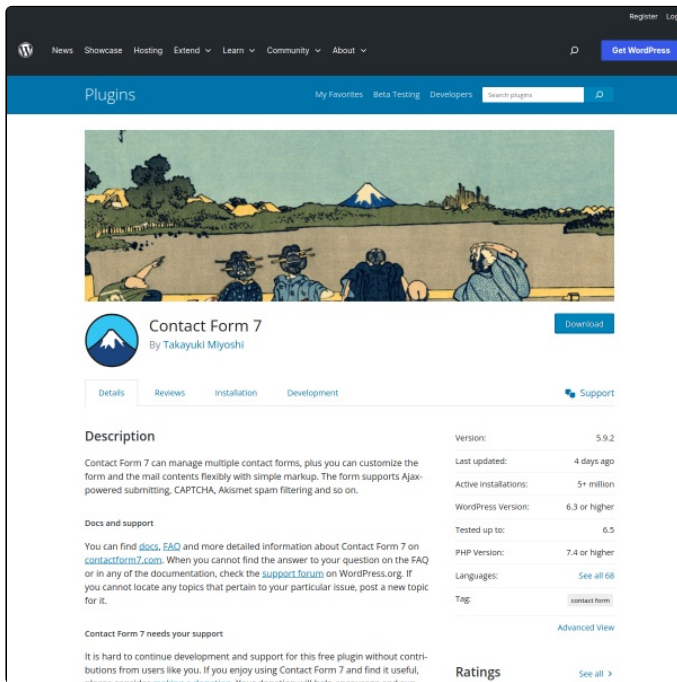 Register Log
News Showcase Hosting Extend Learn Community About Get WordPress
Plugins My Favorites Beta Testing Developers Search plugins
Contact Form 7
By Takayuki Miyoshi
Download
Details Reviews Installation Development Support
Description
Contact Form 7 can manage multiple contact forms, plus you can customize the
form and the mail contents flexibly with simple markup. The form supports Ajax-
powered submitting, CAPTCHA, Akismet spam filtering and so on.
Docs and support
You can find docs, FAQ and more detailed information about Contact Form 7 on
contactform7.com. When you cannot find the answer to your question on the FAQ
or in any of the documentation, check the support forum on WordPress.org. If
you cannot locate any topics that pertain to your particular issue, post a new topic
for it.
Contact Form 7 needs your support
It is hard to continue development and support for this free plugin without contri-
butions from users like you. If you enjoy using Contact Form 7 and find it useful,
Version: 5.9.2
Last updated: 4 days ago
Active installations: 5+ million
WordPress Version: 6.3 or higher
Tested up to: 6.5
PHP Version: 7.4 or higher
Languages: See all 68
Tag: contact form
Advanced View
Ratings See all